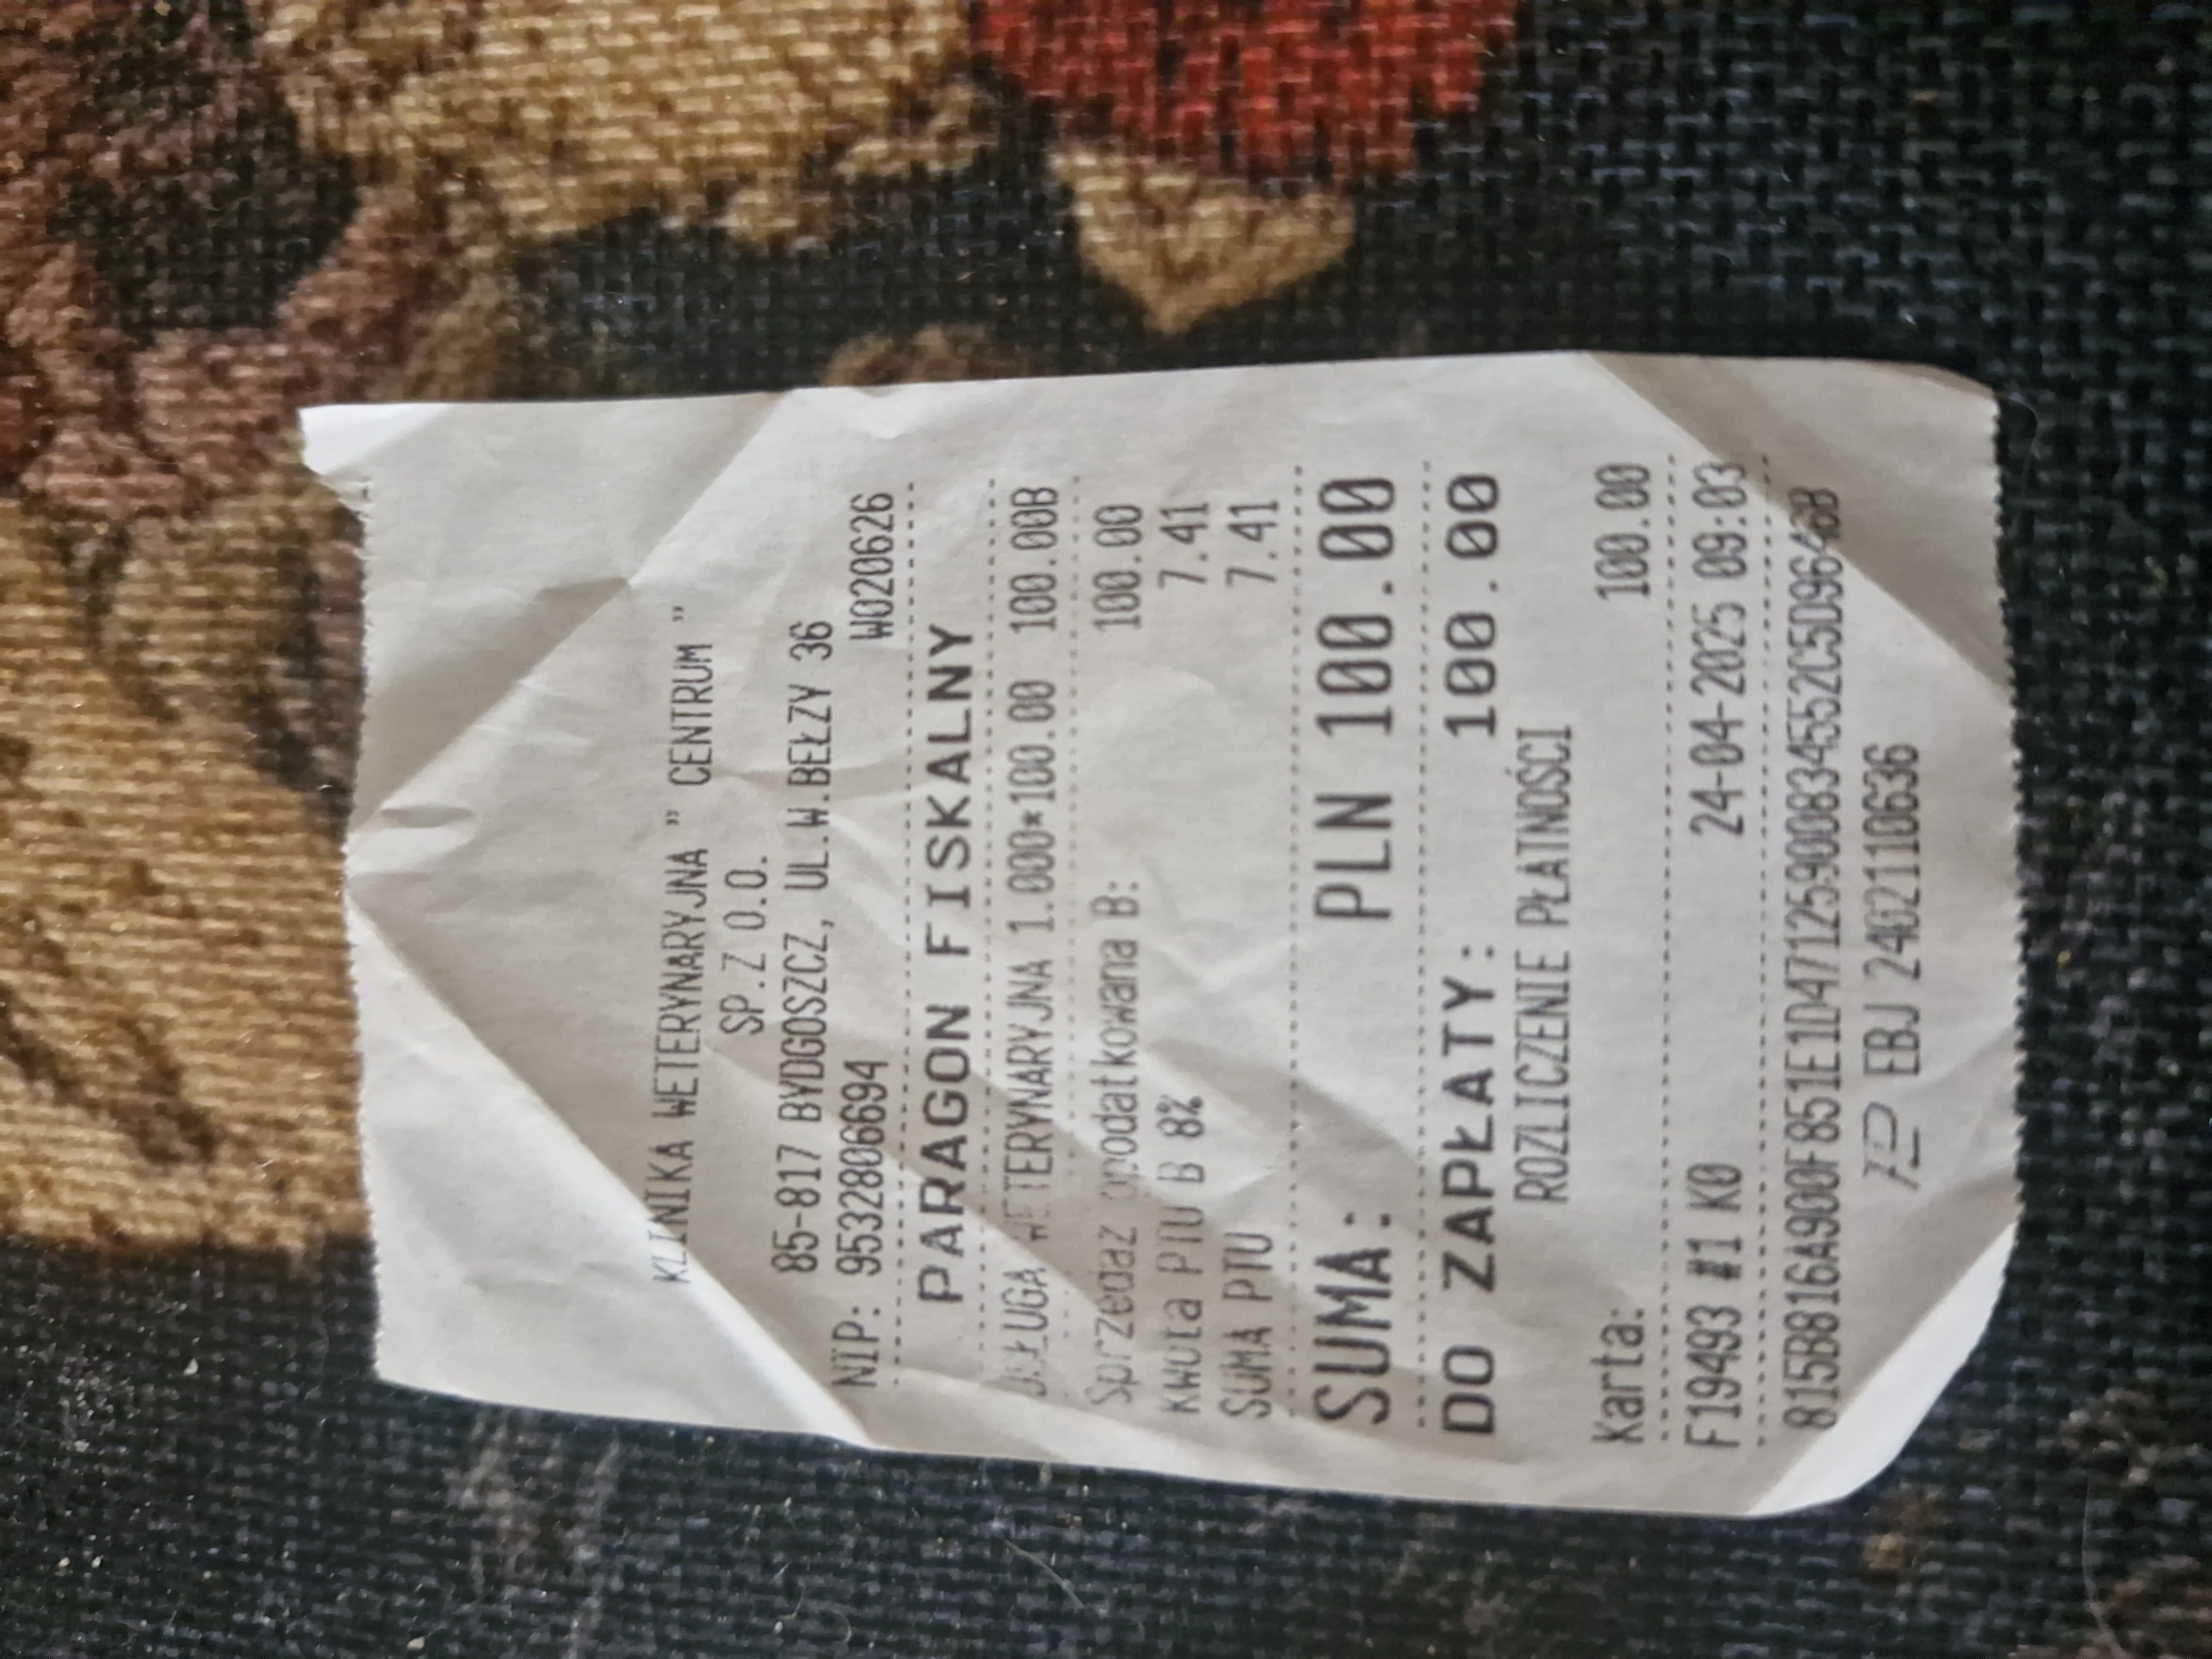 KLINIKA WETERYNARYJNA " CENTRUM "
SP.Z O.O.
85-817 BYDGOSZCZ, UL.W.BEŁZY 36
NIP: 9532806694 W020626
PARAGON FISKALNY
USŁUGA WETERYNARYJNA 1.000*100.00 100.00B
Sprzedaż opodatkowana B: 100.00
Kwota PTU B 8% 7.41
SUMA PTU 7.41
SUMA: PLN 100.00
DO ZAPŁATY: 100.00
ROZLICZENIE PŁATNOŚCI
Karta: 100.00
F19493 #1 K0 24-04-2025 09:03
EBJ 2402110636